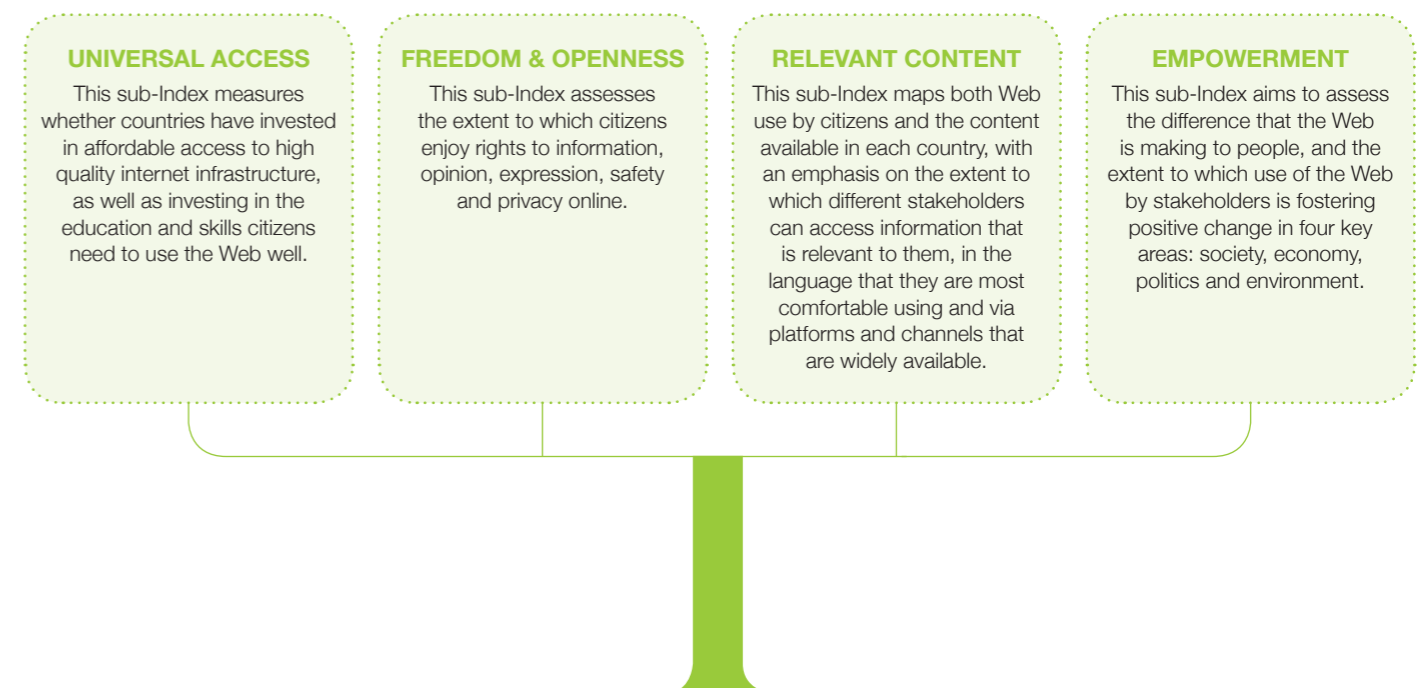 UNIVERSAL ACCESS
This sub-Index measures
whether countries have invested
in affordable access to high
quality internet infrastructure,
as well as investing in the
education and skills citizens
need to use the Web well.
FREEDOM & OPENNESS
This sub-Index assesses
the extent to which citizens
enjoy rights to information,
opinion, expression, safety
and privacy online.
RELEVANT CONTENT
This sub-Index maps both Web
use by citizens and the content
available in each country, with
an emphasis on the extent to
which different stakeholders
can access information that
is relevant to them, in the
language that they are most
comfortable using and via
platforms and channels that
are widely available.
EMPOWERMENT
This sub-Index aims to assess
the difference that the Web
is making to people, and the
extent to which use of the Web
by stakeholders is fostering
positive change in four key
areas: society, economy,
politics and environment.